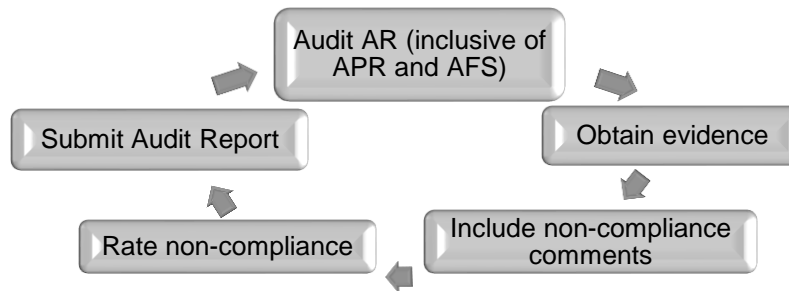 Audit AR (inclusive of
APR and AFS)
Obtain evidence
Include non-compliance
comments
Rate non-compliance
Submit Audit Report